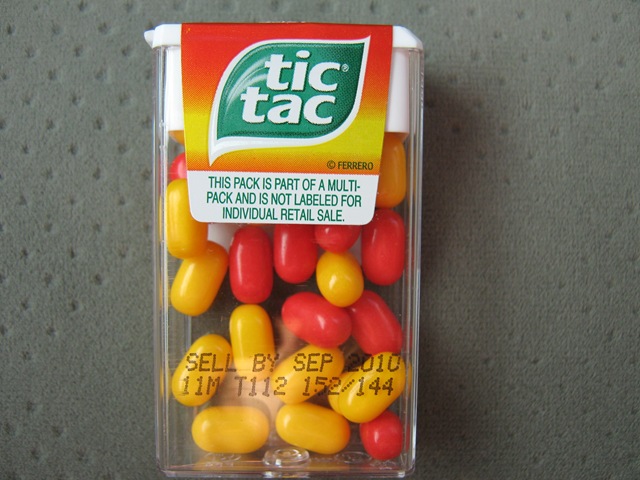 tic®
tac
© FERRERO
THIS PACK IS PART OF A MULTI-
PACK AND IS NOT LABELED FOR
INDIVIDUAL RETAIL SALE.
SELL BY SEP 2010
11M T112 152/144